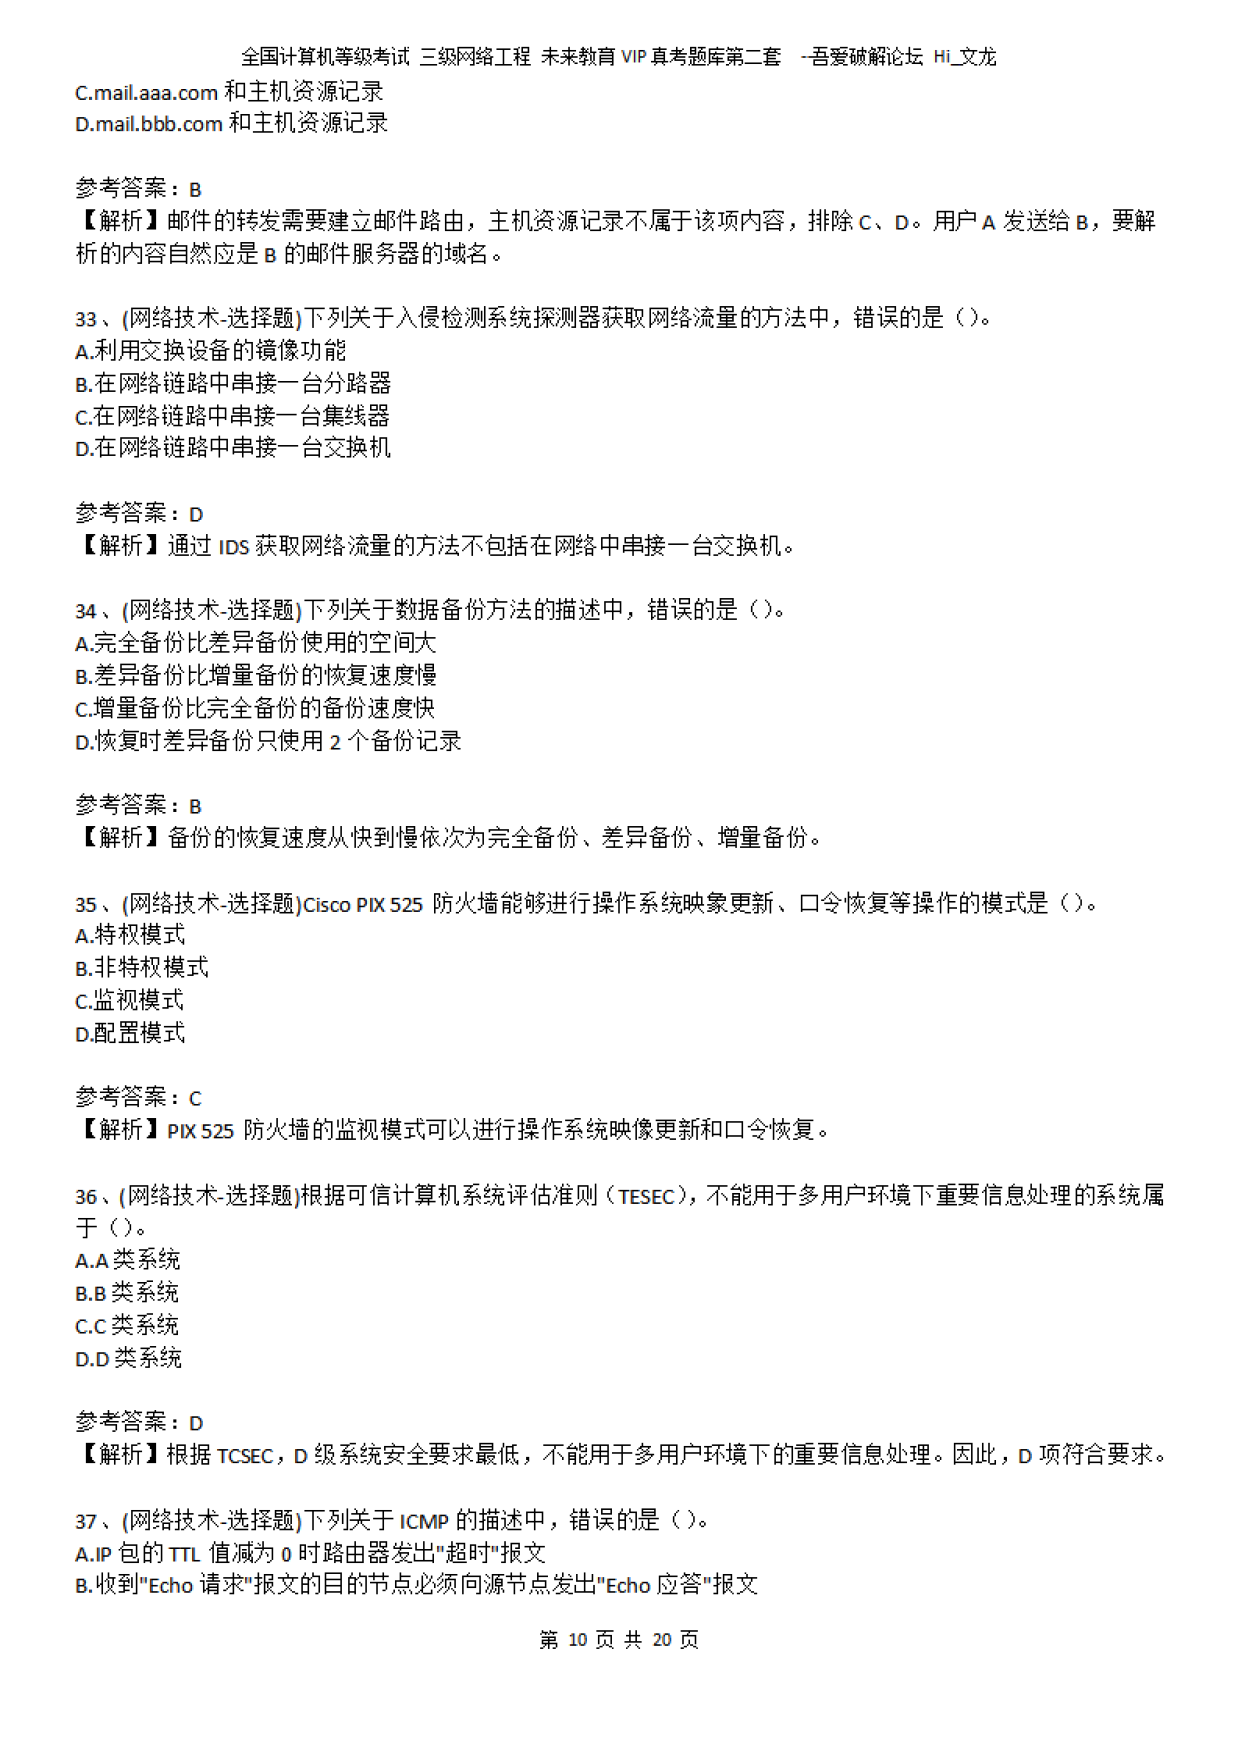 全国计算机等级考试 三级网络工程 未来教育 VIP 真考题库第二套 --吾爱破解论坛 Hi_文龙
C.mail.aaa.com 和主机资源记录
D.mail.bbb.com 和主机资源记录
参考答案：B
【解析】邮件的转发需要建立邮件路由，主机资源记录不属于该项内容，排除 C、D。用户 A 发送给 B，要解
析的内容自然应是 B 的邮件服务器的域名。
33、(网络技术-选择题)下列关于入侵检测系统探测器获取网络流量的方法中，错误的是（）。
A.利用交换设备的镜像功能
B.在网络链路中串接一台分路器
C.在网络链路中串接一台集线器
D.在网络链路中串接一台交换机
参考答案：D
【解析】通过 IDS 获取网络流量的方法不包括在网络中串接一台交换机。
34、(网络技术-选择题)下列关于数据备份方法的描述中，错误的是（）。
A.完全备份比差异备份使用的空间大
B.差异备份比增量备份的恢复速度慢
C.增量备份比完全备份的备份速度快
D.恢复时差异备份只使用 2 个备份记录
参考答案：B
【解析】备份的恢复速度从快到慢依次为完全备份、差异备份、增量备份。
35、(网络技术-选择题)Cisco PIX 525 防火墙能够进行操作系统映象更新、口令恢复等操作的模式是（）。
A.特权模式
B.非特权模式
C.监视模式
D.配置模式
参考答案：C
【解析】PIX 525 防火墙的监视模式可以进行操作系统映像更新和口令恢复。
36、(网络技术-选择题)根据可信计算机系统评估准则（TESEC），不能用于多用户环境下重要信息处理的系统属
于（）。
A.A 类系统
B.B 类系统
C.C 类系统
D.D 类系统
参考答案：D
【解析】根据 TCSEC，D 级系统安全要求最低，不能用于多用户环境下的重要信息处理。因此，D 项符合要求。
37、(网络技术-选择题)下列关于 ICMP 的描述中，错误的是（）。
A.IP 包的 TTL 值减为 0 时路由器发出"超时"报文
B.收到"Echo 请求"报文的目的节点必须向源节点发出"Echo 应答"报文
第 10 页 共 20 页